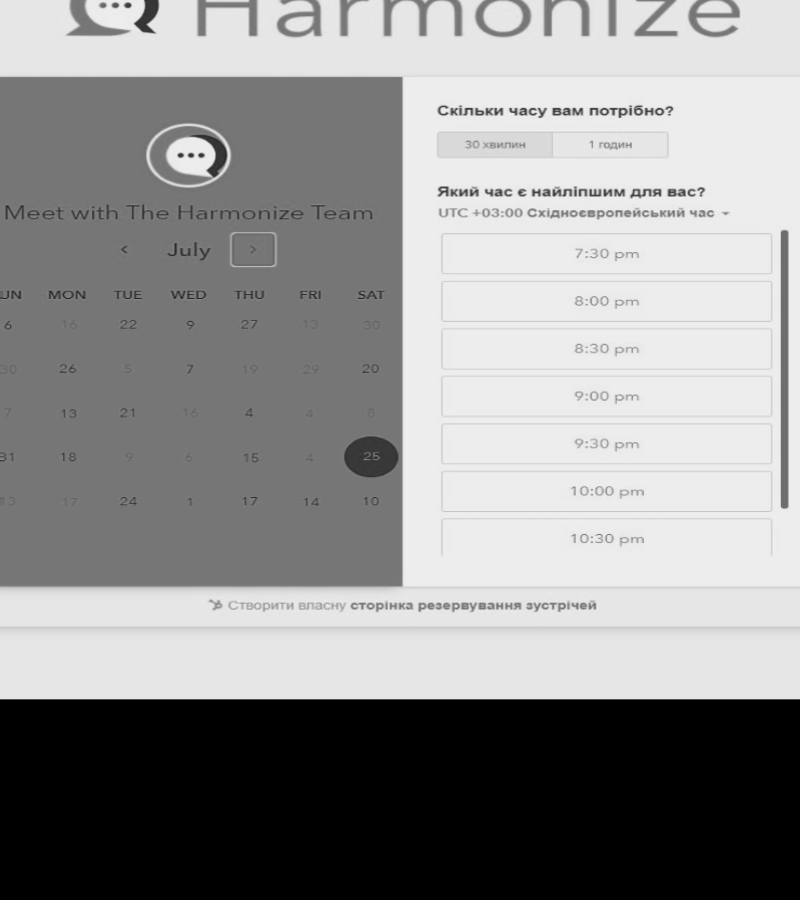 Harmonize
Meet with The Harmonize Team
< July >
UN MON TUE WED THU FRI SAT
6 16 22 9 27 13 30
30 26 5 7 19 29 20
7 13 21 16 4 4 8
31 18 9 6 15 4 25
13 17 24 1 17 14 10
Скільки часу вам потрібно?
30 хвилин 1 годин
Який час є найліпшим для вас?
UTC +03:00 Східноєвропейський час
7:30 pm
8:00 pm
8:30 pm
9:00 pm
9:30 pm
10:00 pm
10:30 pm
Створити власну сторінка резервування зустрічей